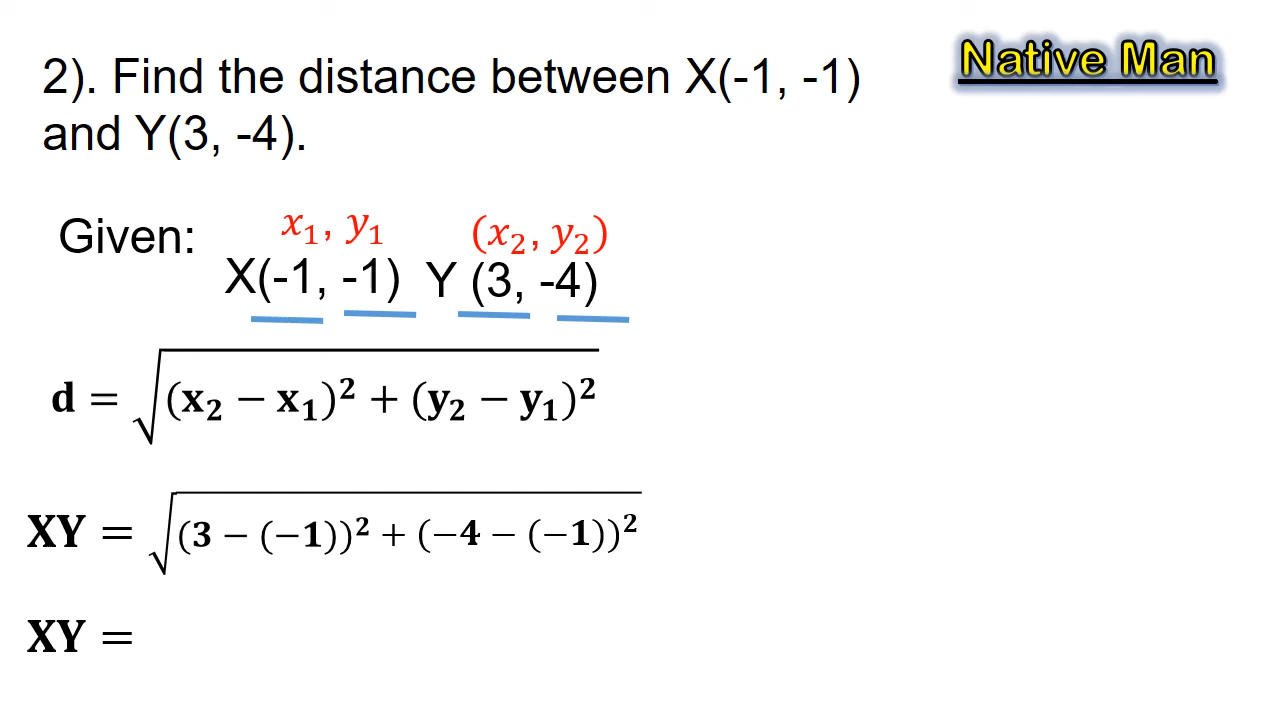 Native Man
2). Find the distance between X(-1, -1)
and Y(3, -4).
Given:
x₁, y₁ (x₂, y₂)
X(-1, -1) Y (3, -4)
d = √(x₂ − x₁)² + (y₂ − y₁)²
XY = √(3 − (−1))² + (−4 − (−1))²
XY =